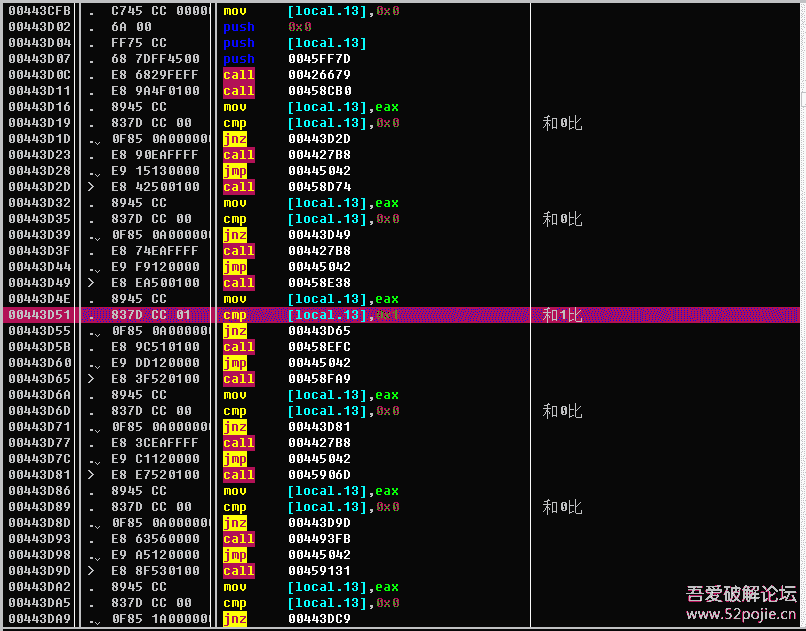 00443CFB . C745 CC 0000 mov [local.13],0x0
00443D02 . 6A 00 push 0x0
00443D04 . FF75 CC push [local.13]
00443D07 . 68 7DFF4500 push 0045FF7D
00443D0C . E8 6829FEFF call 00426679
00443D11 . E8 9A4F0100 call 00458CB0
00443D16 . 8945 CC mov [local.13],eax
00443D19 . 837D CC 00 cmp [local.13],0x0 和0比
00443D1D . 0F85 0A000000 jnz 00443D2D
00443D23 . E8 90EAFFFF call 004427B8
00443D28 . E9 15130000 jmp 00445042
00443D2D > E8 42500100 call 00458D74
00443D32 . 8945 CC mov [local.13],eax
00443D35 . 837D CC 00 cmp [local.13],0x0 和0比
00443D39 . 0F85 0A000000 jnz 00443D49
00443D3F . E8 74EAFFFF call 004427B8
00443D44 . E9 F9120000 jmp 00445042
00443D49 > E8 EA500100 call 00458E38
00443D4E . 8945 CC mov [local.13],eax
00443D51 . 837D CC 01 cmp [local.13],0x1 和1比
00443D55 . 0F85 0A000000 jnz 00443D65
00443D5B . E8 9C510100 call 00458EFC
00443D60 . E9 DD120000 jmp 00445042
00443D65 > E8 3F520100 call 00458FA9
00443D6A . 8945 CC mov [local.13],eax
00443D6D . 837D CC 00 cmp [local.13],0x0 和0比
00443D71 . 0F85 0A000000 jnz 00443D81
00443D77 . E8 3CEAFFFF call 004427B8
00443D7C . E9 C1120000 jmp 00445042
00443D81 > E8 E7520100 call 0045906D
00443D86 . 8945 CC mov [local.13],eax
00443D89 . 837D CC 00 cmp [local.13],0x0 和0比
00443D8D . 0F85 0A000000 jnz 00443D9D
00443D93 . E8 63560000 call 004493FB
00443D98 . E9 A5120000 jmp 00445042
00443D9D > E8 8F530100 call 00459131
00443DA2 . 8945 CC mov [local.13],eax
00443DA5 . 837D CC 00 cmp [local.13],0x0
00443DA9 . 0F85 1A000000 jnz 00443DC9
吾爱破解论坛
www.52pojie.cn